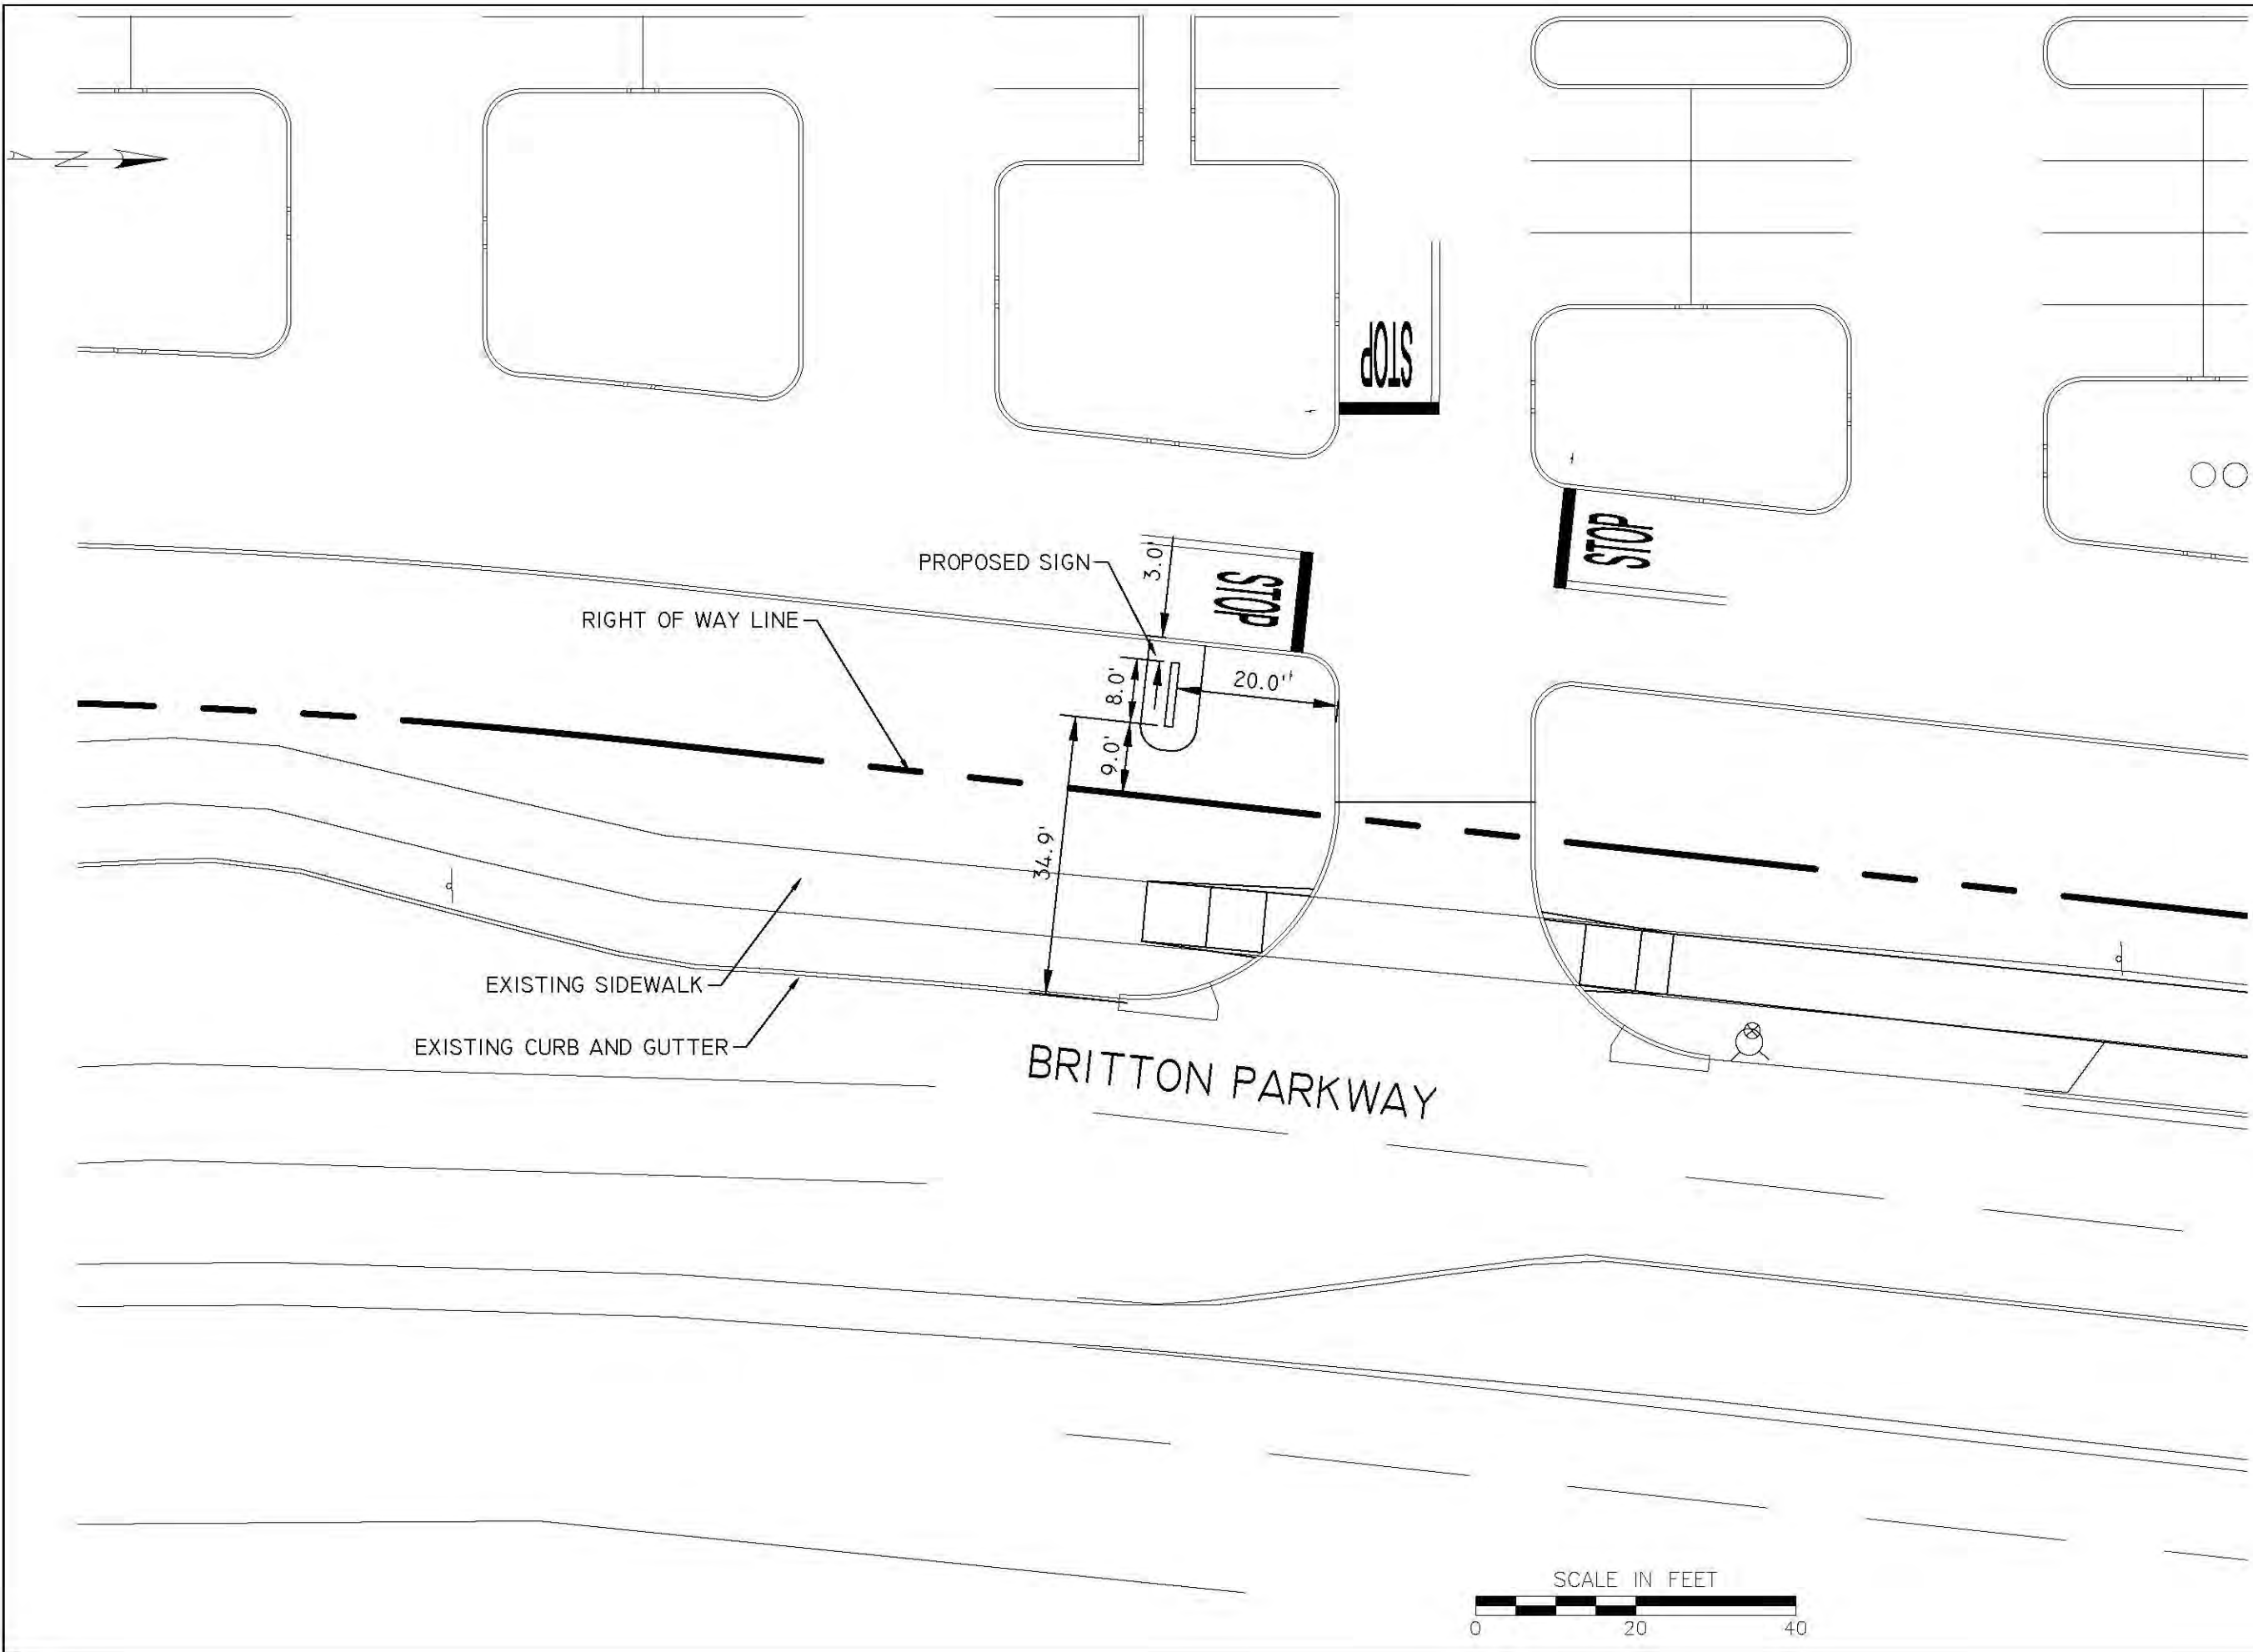 N
STOP
PROPOSED SIGN
3.0'
STOP
STOP
RIGHT OF WAY LINE
8.0'
20.0'
9.0'
34.9'
EXISTING SIDEWALK
EXISTING CURB AND GUTTER
BRITTON PARKWAY
SCALE IN FEET
0 20 40